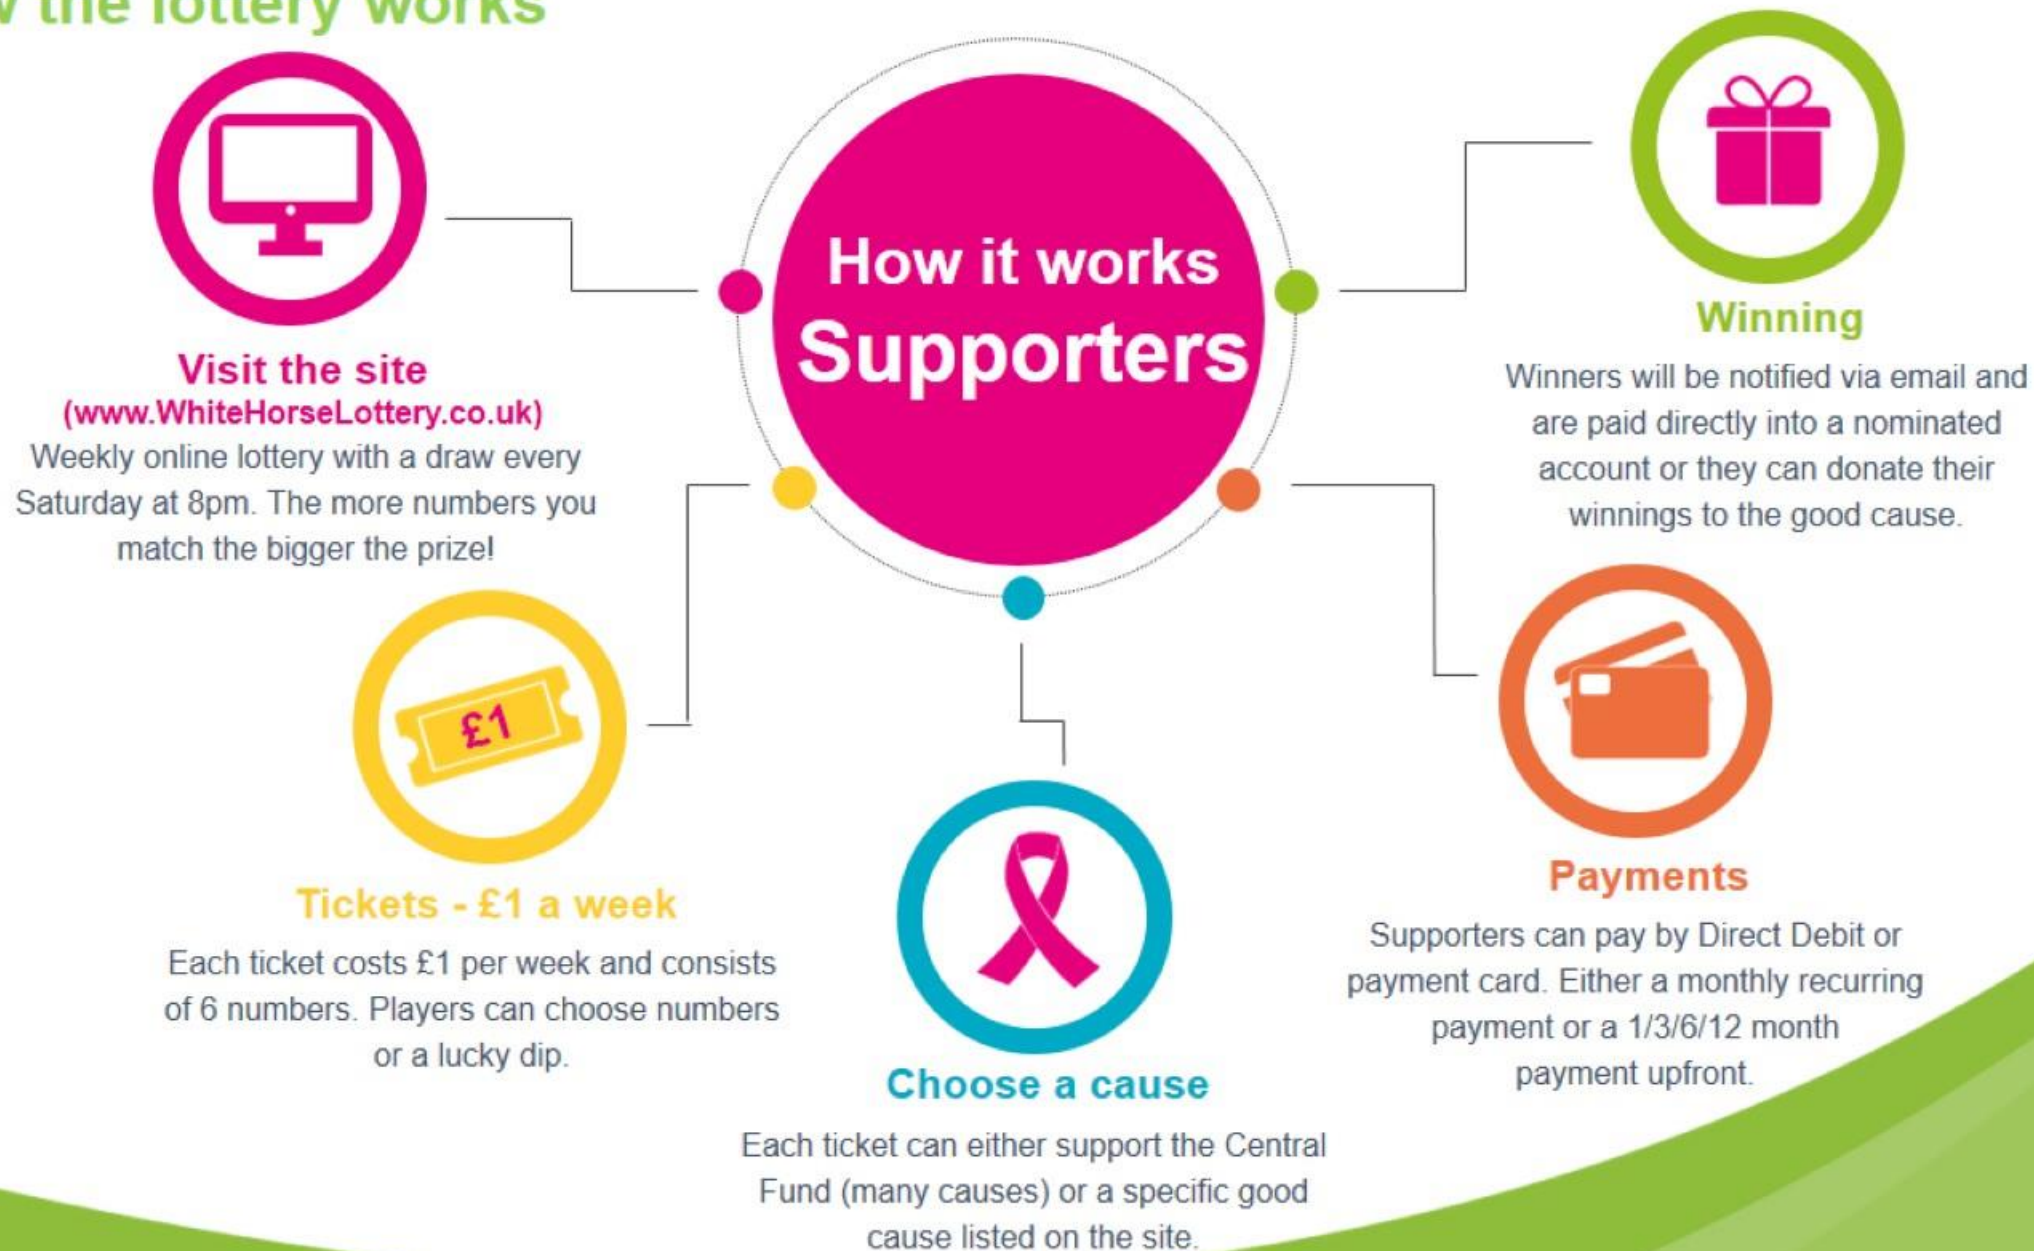 the lottery works
How it works
Supporters
Visit the site
(www.WhiteHorseLottery.co.uk)
Weekly online lottery with a draw every
Saturday at 8pm. The more numbers you
match the bigger the prize!
£1
Tickets - £1 a week
Each ticket costs £1 per week and consists
of 6 numbers. Players can choose numbers
or a lucky dip.
Choose a cause
Each ticket can either support the Central
Fund (many causes) or a specific good
cause listed on the site.
Payments
Supporters can pay by Direct Debit or
payment card. Either a monthly recurring
payment or a 1/3/6/12 month
payment upfront.
Winning
Winners will be notified via email and
are paid directly into a nominated
account or they can donate their
winnings to the good cause.